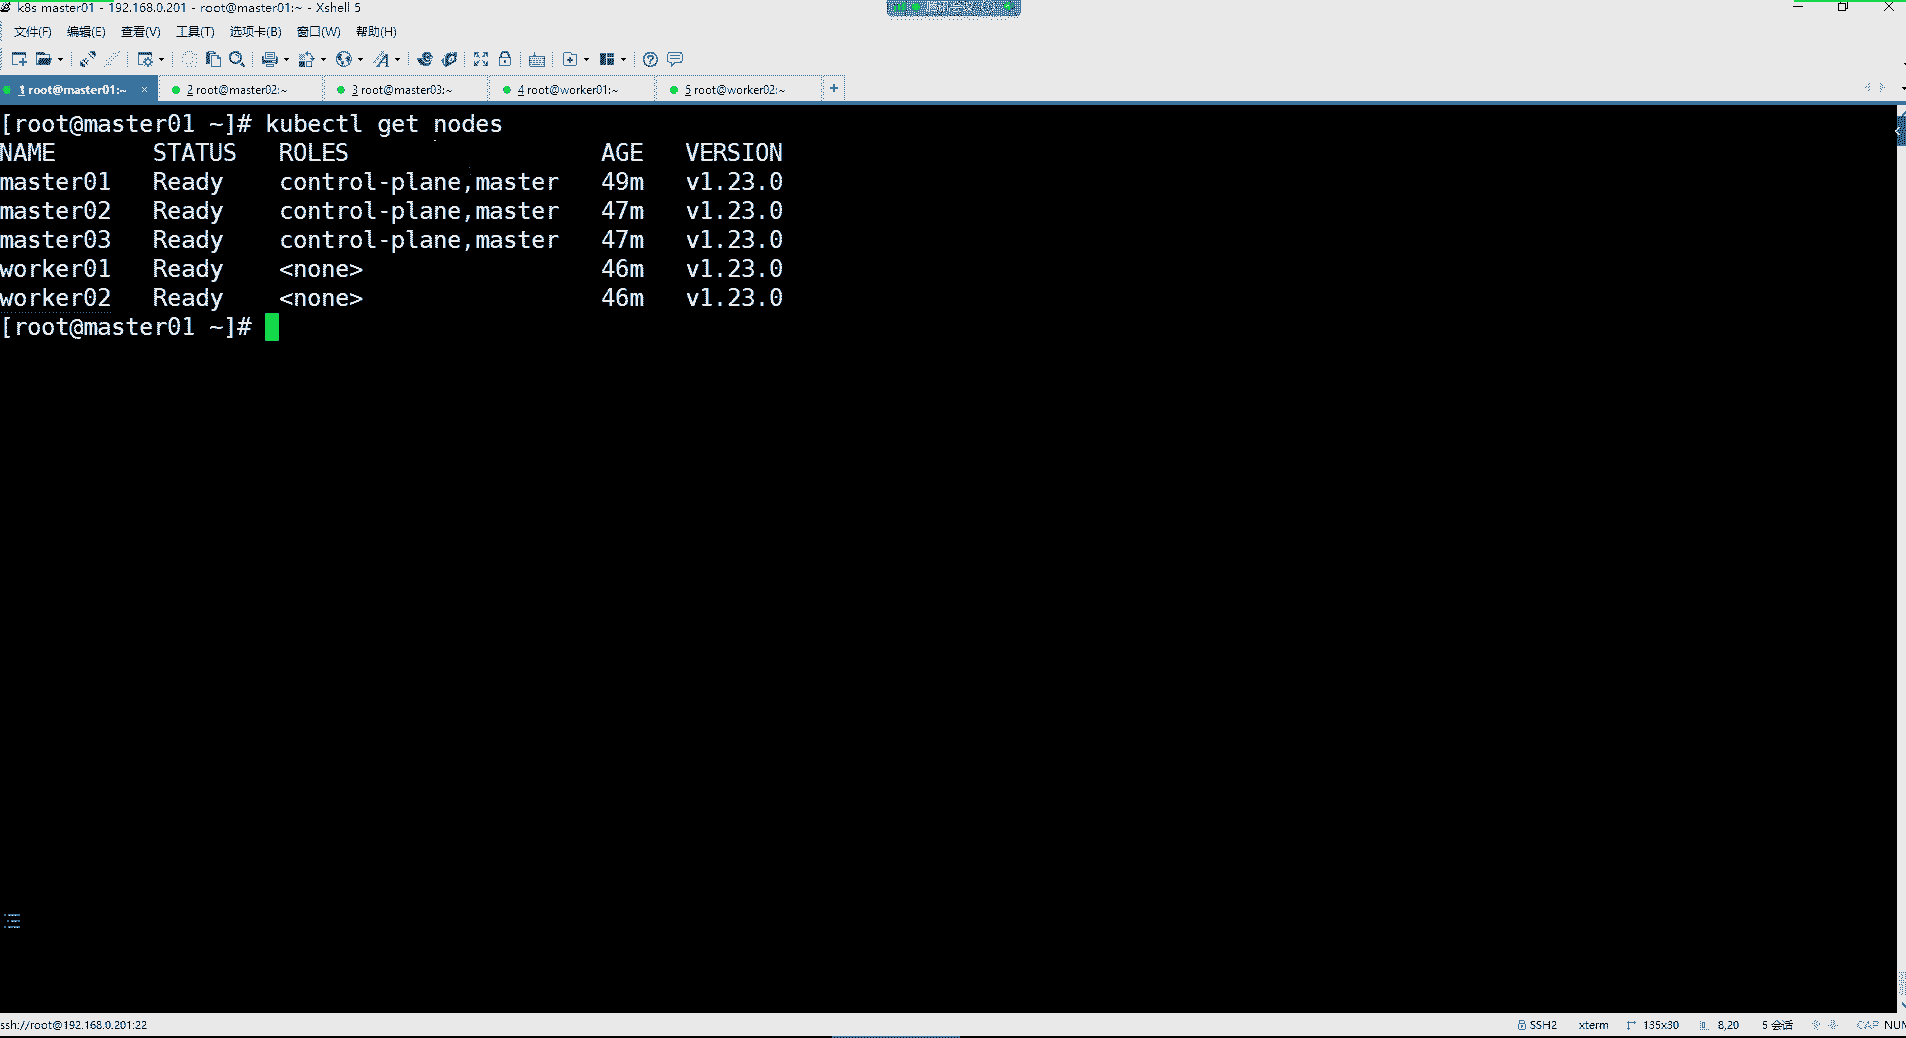 k8s master01 - 192.168.0.201 - root@master01:~ - Xshell 5
文件(F) 编辑(E) 查看(V) 工具(T) 选项卡(B) 窗口(W) 帮助(H)
1 root@master01:~ × 2 root@master02:~ 3 root@master03:~ 4 root@worker01:~ 5 root@worker02:~ +
[root@master01 ~]# kubectl get nodes
NAME STATUS ROLES AGE VERSION
master01 Ready control-plane,master 49m v1.23.0
master02 Ready control-plane,master 47m v1.23.0
master03 Ready control-plane,master 47m v1.23.0
worker01 Ready <none> 46m v1.23.0
worker02 Ready <none> 46m v1.23.0
[root@master01 ~]#
ssh://root@192.168.0.201:22 SSH2 xterm 135x30 8,20 5 会话 CAP NUM